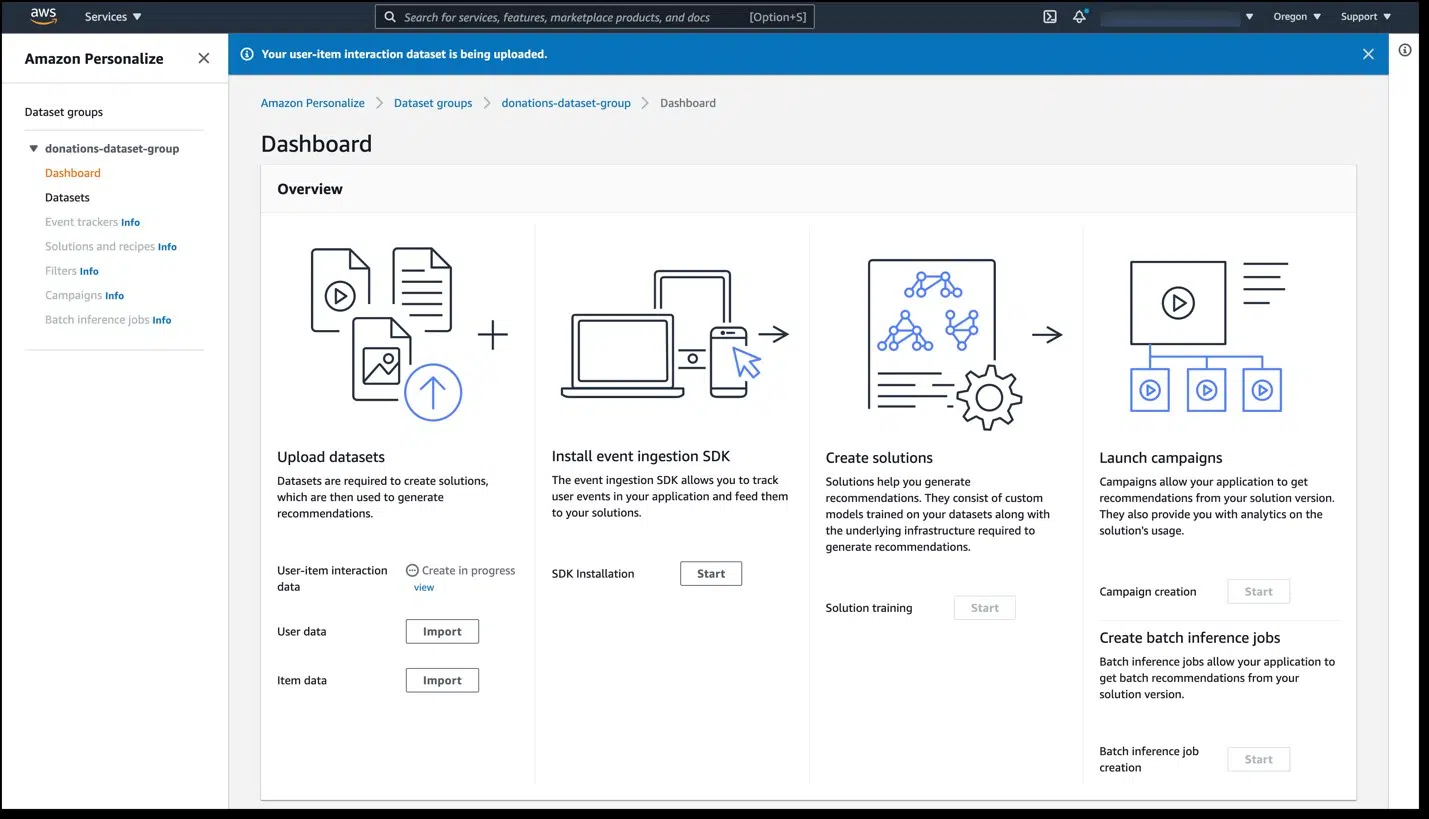 aws
Services
Search for services, features, marketplace products, and docs
[Option+S]
Oregon
Support
Amazon Personalize
Your user-item interaction dataset is being uploaded.
Dataset groups
donations-dataset-group
Dashboard
Datasets
Event trackers Info
Solutions and recipes Info
Filters Info
Campaigns Info
Batch inference jobs Info
Amazon Personalize
Dataset groups
donations-dataset-group
Dashboard
Dashboard
Overview
Upload datasets
Datasets are required to create solutions,
which are then used to generate
recommendations.
User-item interaction
data
Create in progress
view
User data
Import
Item data
Import
Install event ingestion SDK
The event ingestion SDK allows you to track
user events in your application and feed them
to your solutions.
SDK Installation
Start
Create solutions
Solutions help you generate
recommendations. They consist of custom
models trained on your datasets along with
the underlying infrastructure required to
generate recommendations.
Solution training
Start
Launch campaigns
Campaigns allow your application to get
recommendations from your solution version.
They also provide you with analytics on the
solution's usage.
Campaign creation
Start
Create batch inference jobs
Batch inference jobs allow your application to
get batch recommendations from your
solution version.
Batch inference job
creation
Start